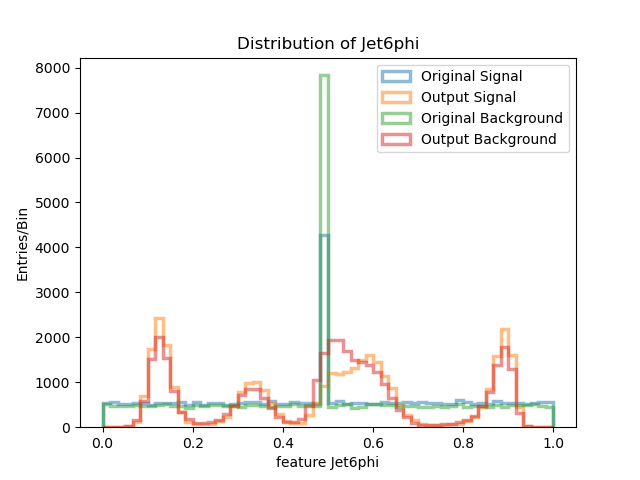 Distribution of Jet6phi
Original Signal
Output Signal
Original Background
Output Background
Entries/Bin
8000
7000
6000
5000
4000
3000
2000
1000
0
0.0 0.2 0.4 0.6 0.8 1.0
feature Jet6phi